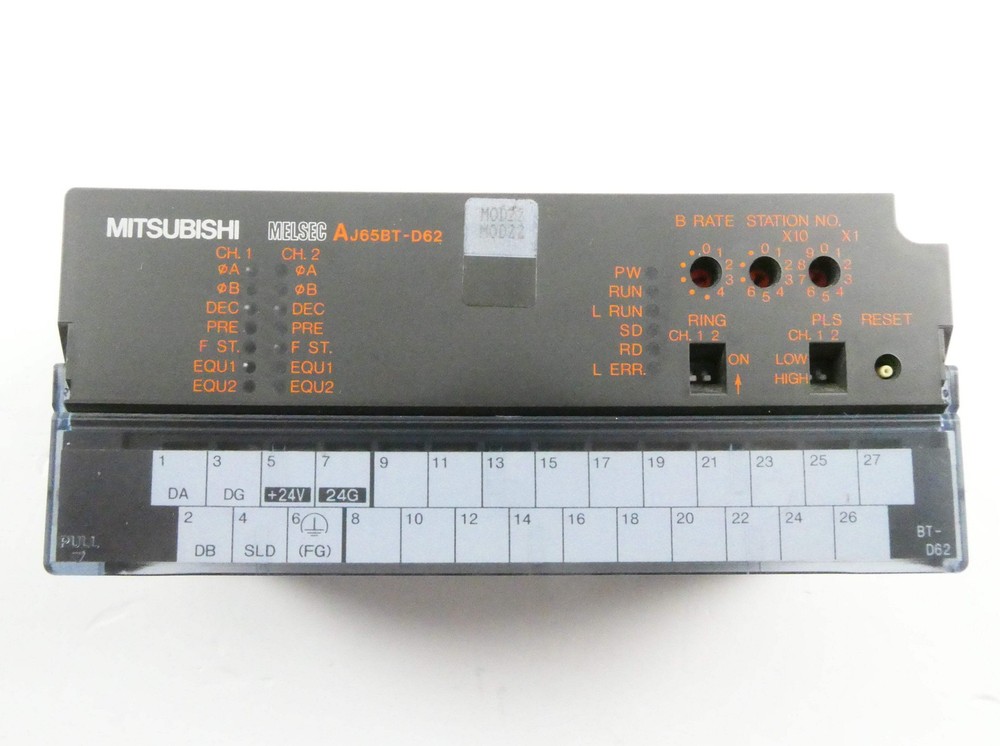 MITSUBISHI MELSEC AJ65BT-D62
MOD22
MOD22
CH. 1 CH. 2
φA φA
φB φB
DEC DEC
PRE PRE
F ST. F ST.
EQU1 EQU1
EQU2 EQU2
PW
RUN
L RUN
SD
RD
L ERR.
B RATE STATION NO.
X10 X1
0 1 2 3 4
0 1 2 3 4 5 6
0 1 2 3 4 5 6 7 8 9
RING PLS RESET
CH. 1 2 CH. 1 2
ON LOW
HIGH
1 3 5 7 9 11 13 15 17 19 21 23 25 27
DA DG +24V 24G
2 4 6 8 10 12 14 16 18 20 22 24 26
DB SLD (FG)
PULL
BT-
D62